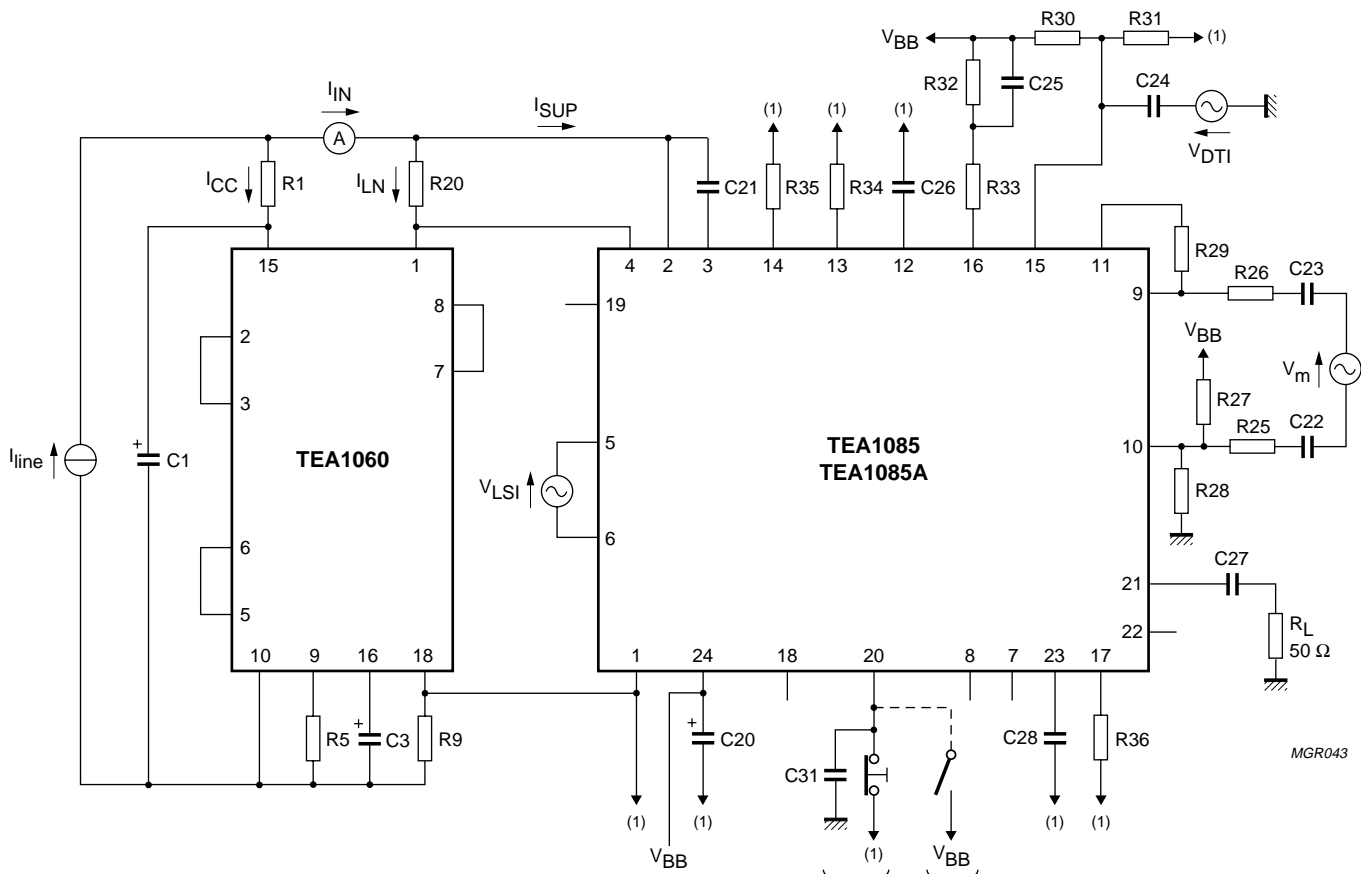 R30
R31
V_BB
(1)
R32
C25
C24
I_IN
I_SUP
(1)
(1)
(1)
A
V_DTI
I_CC
R1
I_LN
R20
C21
R35
R34
C26
R33
15
1
4
2
3
14
13
12
16
15
11
R29
8
19
9
R26
C23
2
7
V_BB
V_m
3
R27
I_line
+
C1
TEA1060
5
TEA1085
TEA1085A
10
R25
C22
V_LSI
R28
6
6
5
C27
21
22
R_L
50 Ω
10
9
16
18
1
24
18
20
8
7
23
17
R5
+
C3
R9
+
C20
C31
C28
R36
MGR043
(1)
(1)
(1)
(1)
V_BB
(1)
V_BB